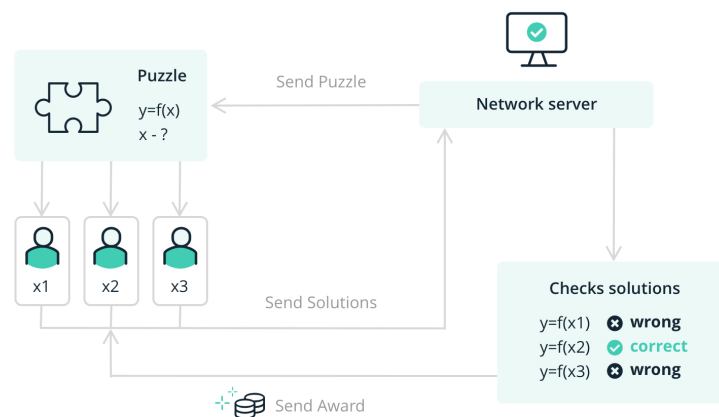 Puzzle
y=f(x)
x - ?
Send Puzzle
Network server
x1
x2
x3
Send Solutions
Checks solutions
y=f(x1) wrong
y=f(x2) correct
y=f(x3) wrong
Send Award